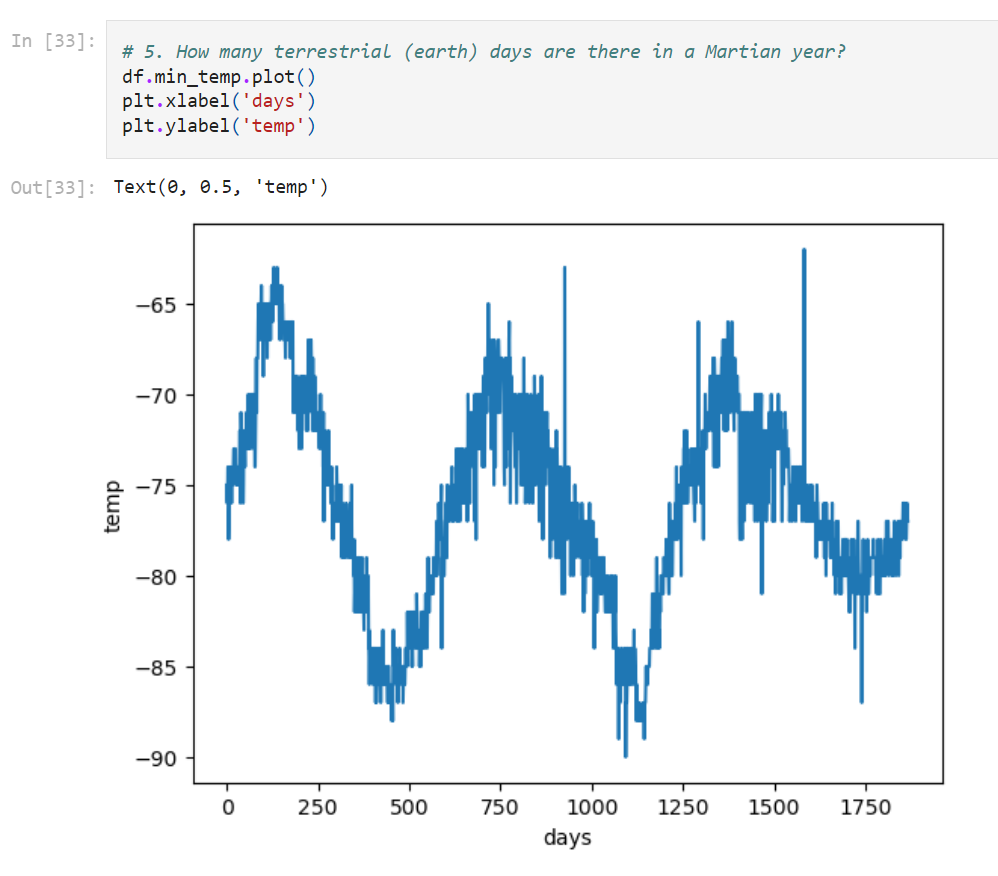 In [33]:
# 5. How many terrestrial (earth) days are there in a Martian year?
df.min_temp.plot()
plt.xlabel('days')
plt.ylabel('temp')
Out[33]:
Text(0, 0.5, 'temp')
temp
−65
−70
−75
−80
−85
−90
0
250
500
750
1000
1250
1500
1750
days